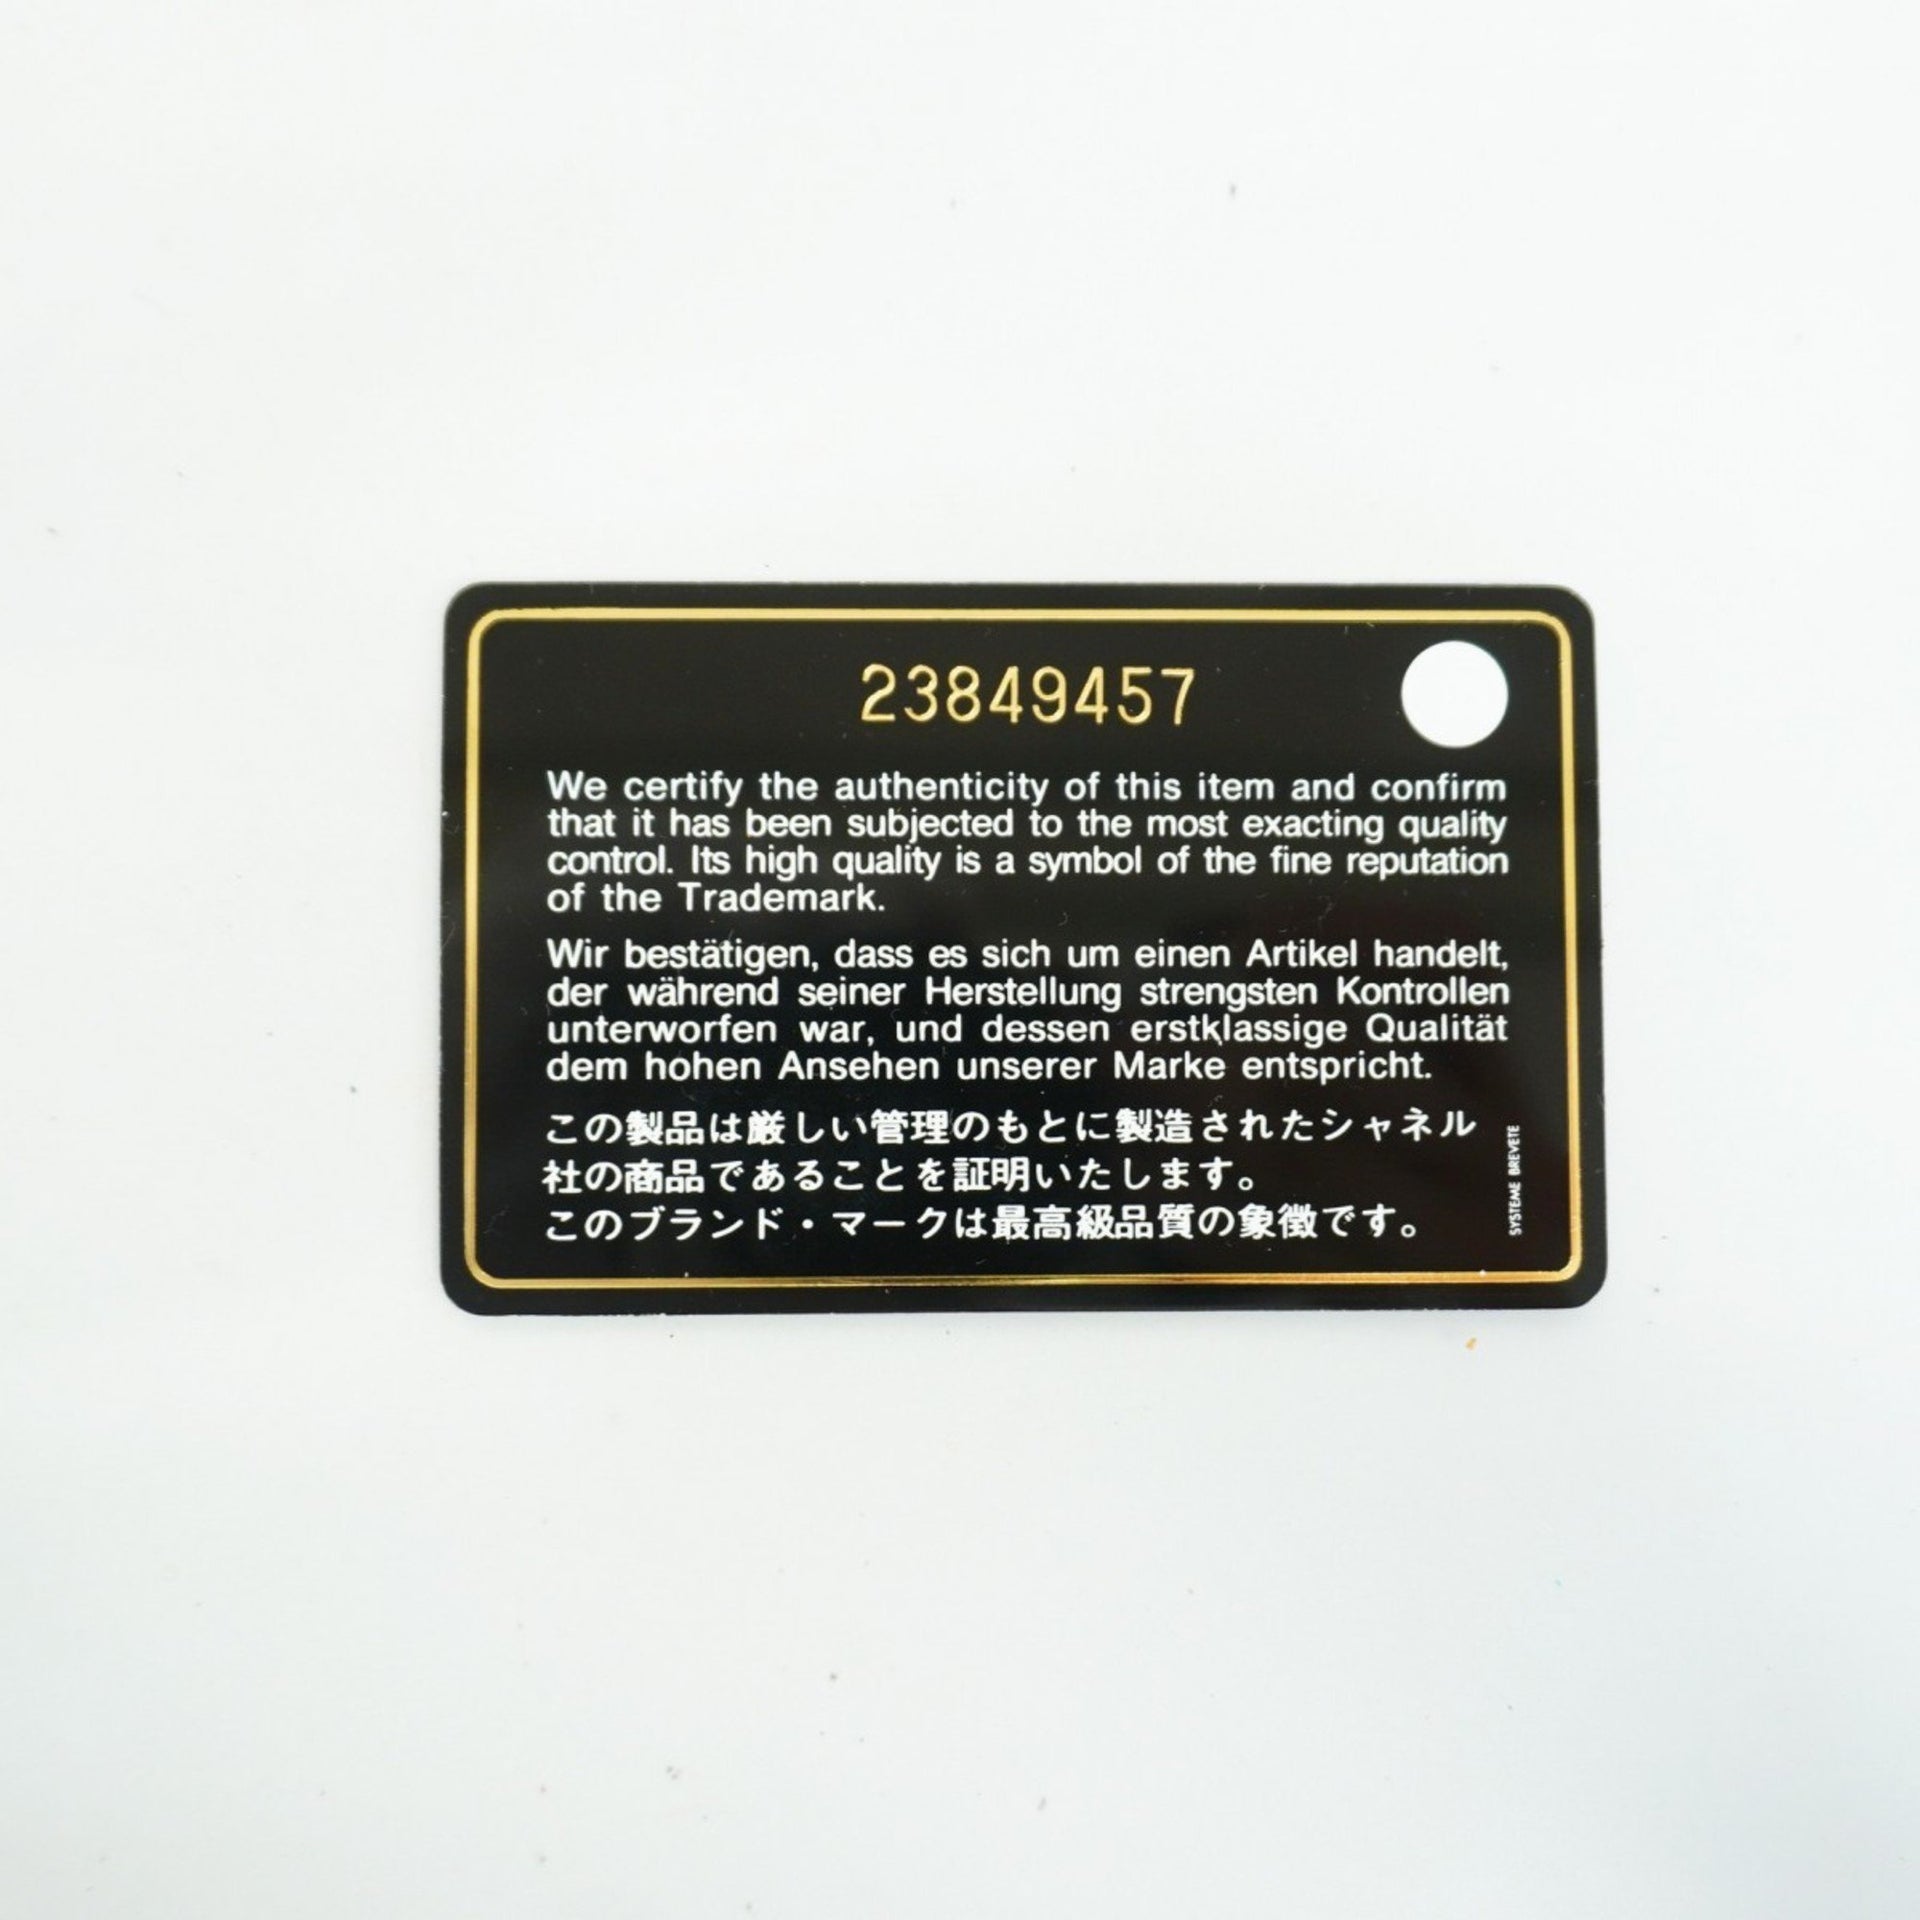 23849457
We certify the authenticity of this item and confirm
that it has been subjected to the most exacting quality
control. Its high quality is a symbol of the fine reputation
of the Trademark.
Wir bestätigen, dass es sich um einen Artikel handelt,
der während seiner Herstellung strengsten Kontrollen
unterworfen war, und dessen erstklassige Qualität
dem hohen Ansehen unserer Marke entspricht.
この製品は厳しい管理のもとに製造されたシャネル
社の商品であることを証明いたします。
このブランド・マークは最高級品質の象徴です。
SYSTEME BREVETE